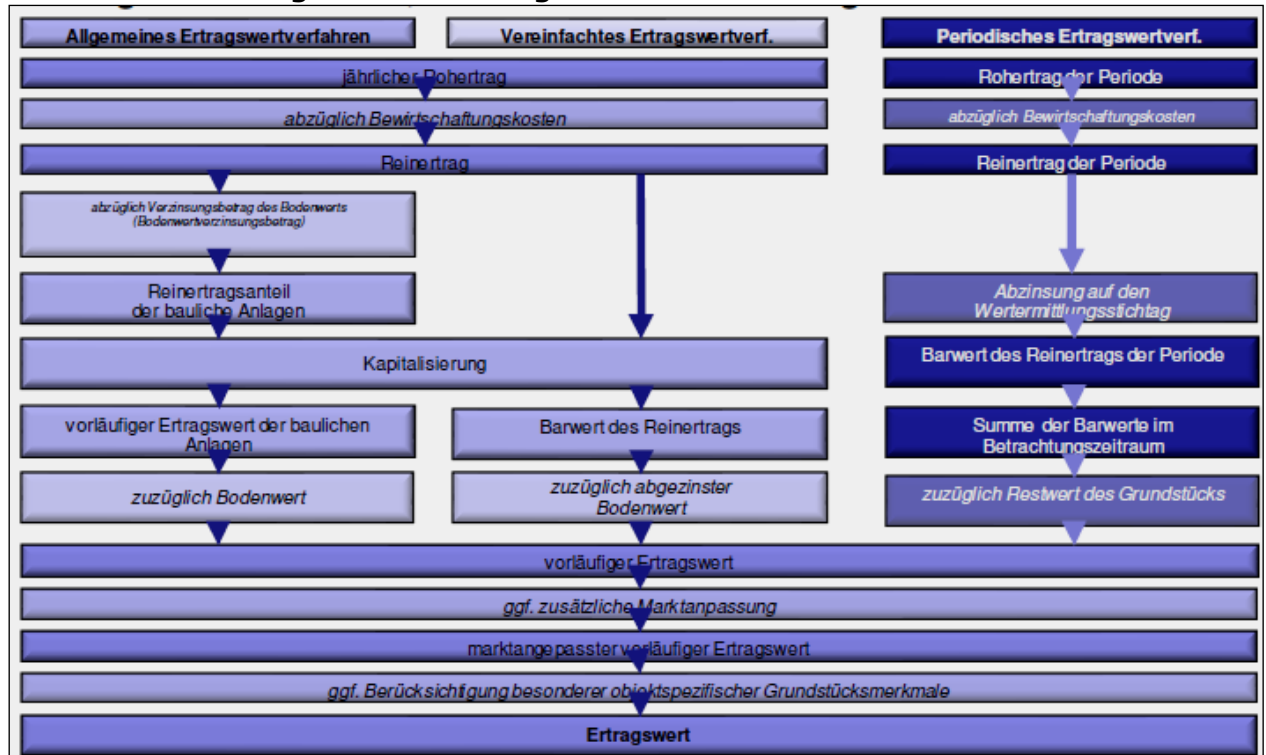 Allgemeines Ertragswertverfahren
Vereinfachtes Ertragswertverf.
Periodisches Ertragswertverf.
jährlicher Rohertrag
Rohertrag der Periode
abzüglich Bewirtschaftungskosten
abzüglich Bewirtschaftungskosten
Reinertrag
Reinertrag der Periode
abzüglich Verzinsungsbetrag des Bodenwerts
(Bodenwertverzinsungsbetrag)
Reinertragsanteil
der bauliche Anlagen
Abzinsung auf den
Wertermittlungsstichtag
Kapitalisierung
Barwert des Reinertrags der Periode
vorläufiger Ertragswert der baulichen
Anlagen
Barwert des Reinertrags
Summe der Barwerte im
Betrachtungszeitraum
zuzüglich Bodenwert
zuzüglich abgezinster
Bodenwert
zuzüglich Restwert des Grundstücks
vorläufiger Ertragswert
ggf. zusätzliche Marktanpassung
marktangepasster vorläufiger Ertragswert
ggf. Berücksichtigung besonderer objektspezifischer Grundstücksmerkmale
Ertragswert